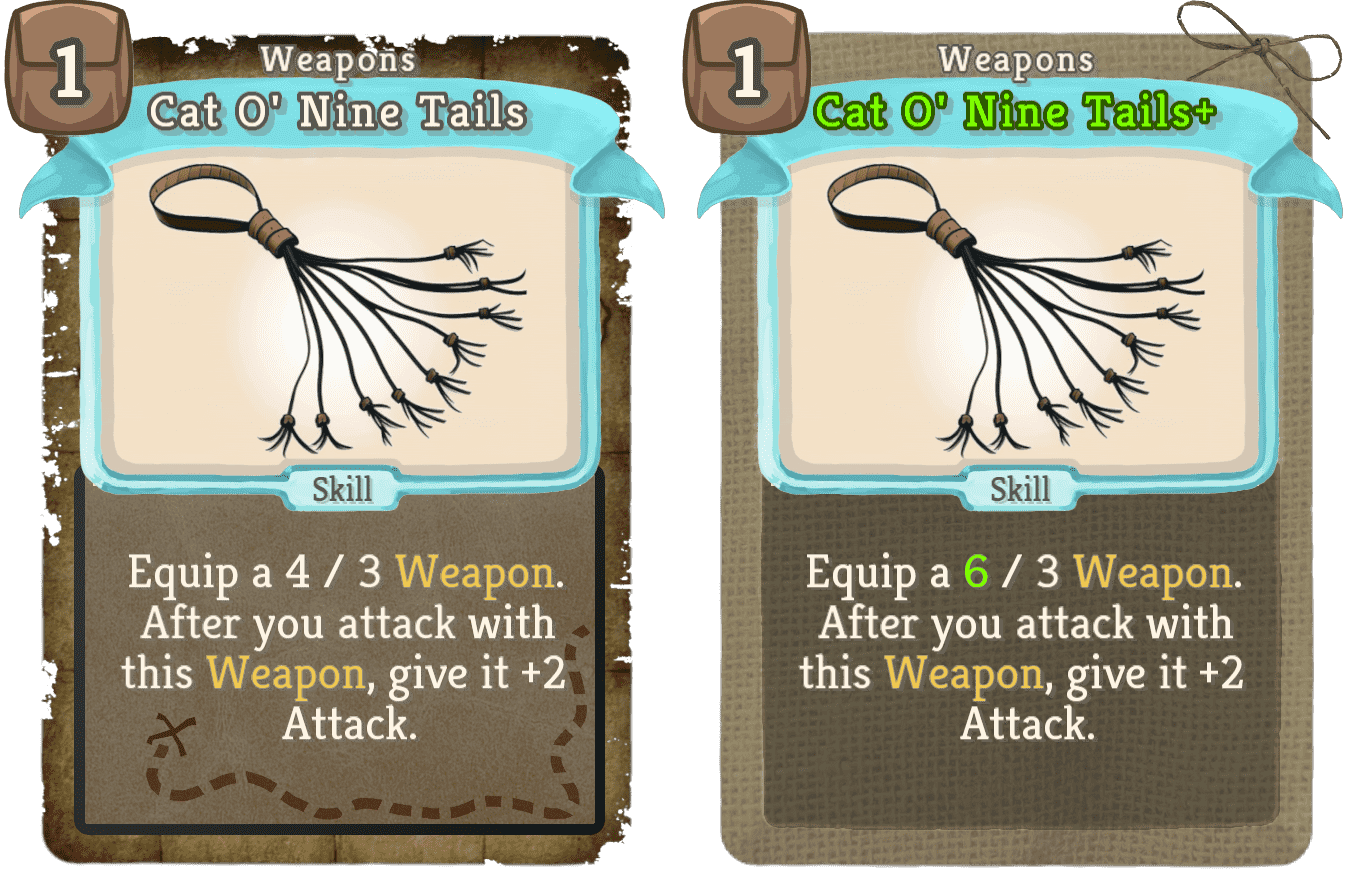 1
Weapons
Cat O' Nine Tails
Skill
Equip a 4 / 3 Weapon.
After you attack with
this Weapon, give it +2
Attack.
1
Weapons
Cat O' Nine Tails+
Skill
Equip a 6 / 3 Weapon.
After you attack with
this Weapon, give it +2
Attack.